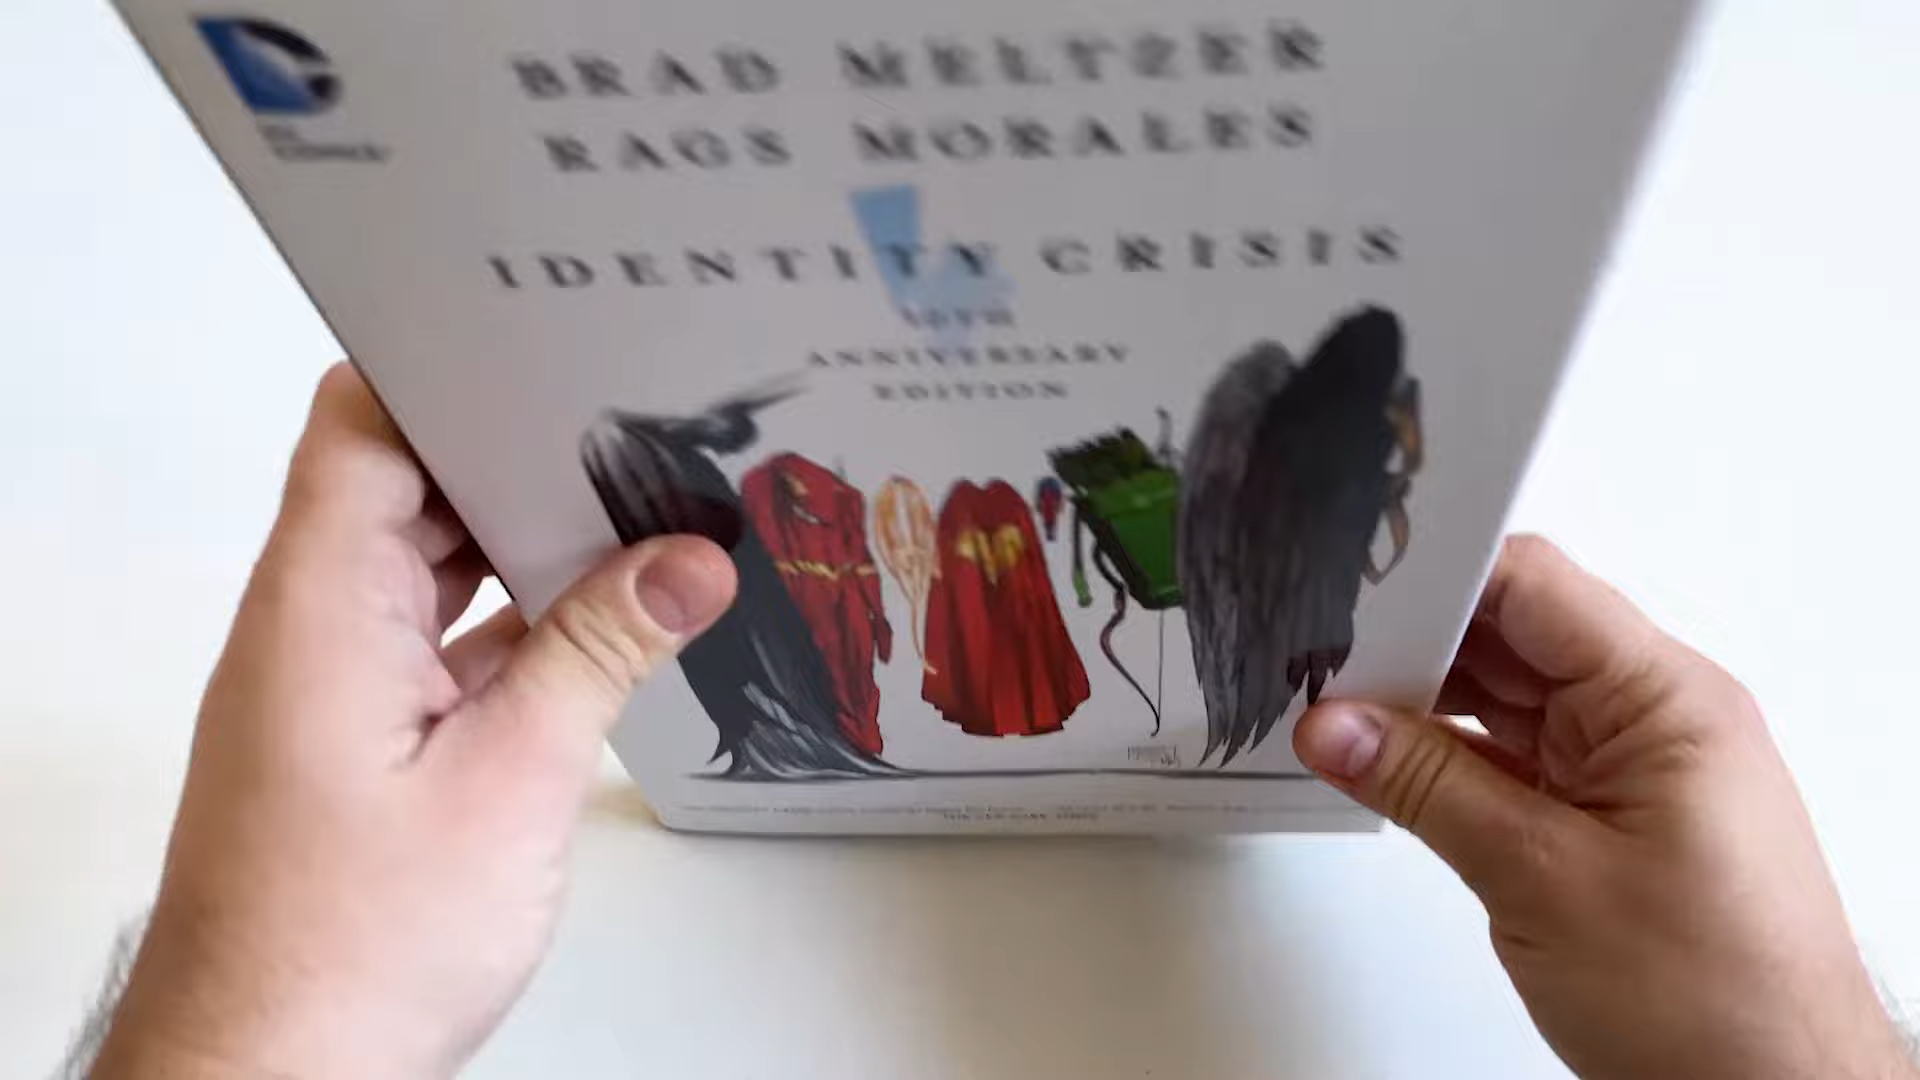 BRAD MELTZER
RAGS MORALES
IDENTITY CRISIS
10TH
ANNIVERSARY
EDITION